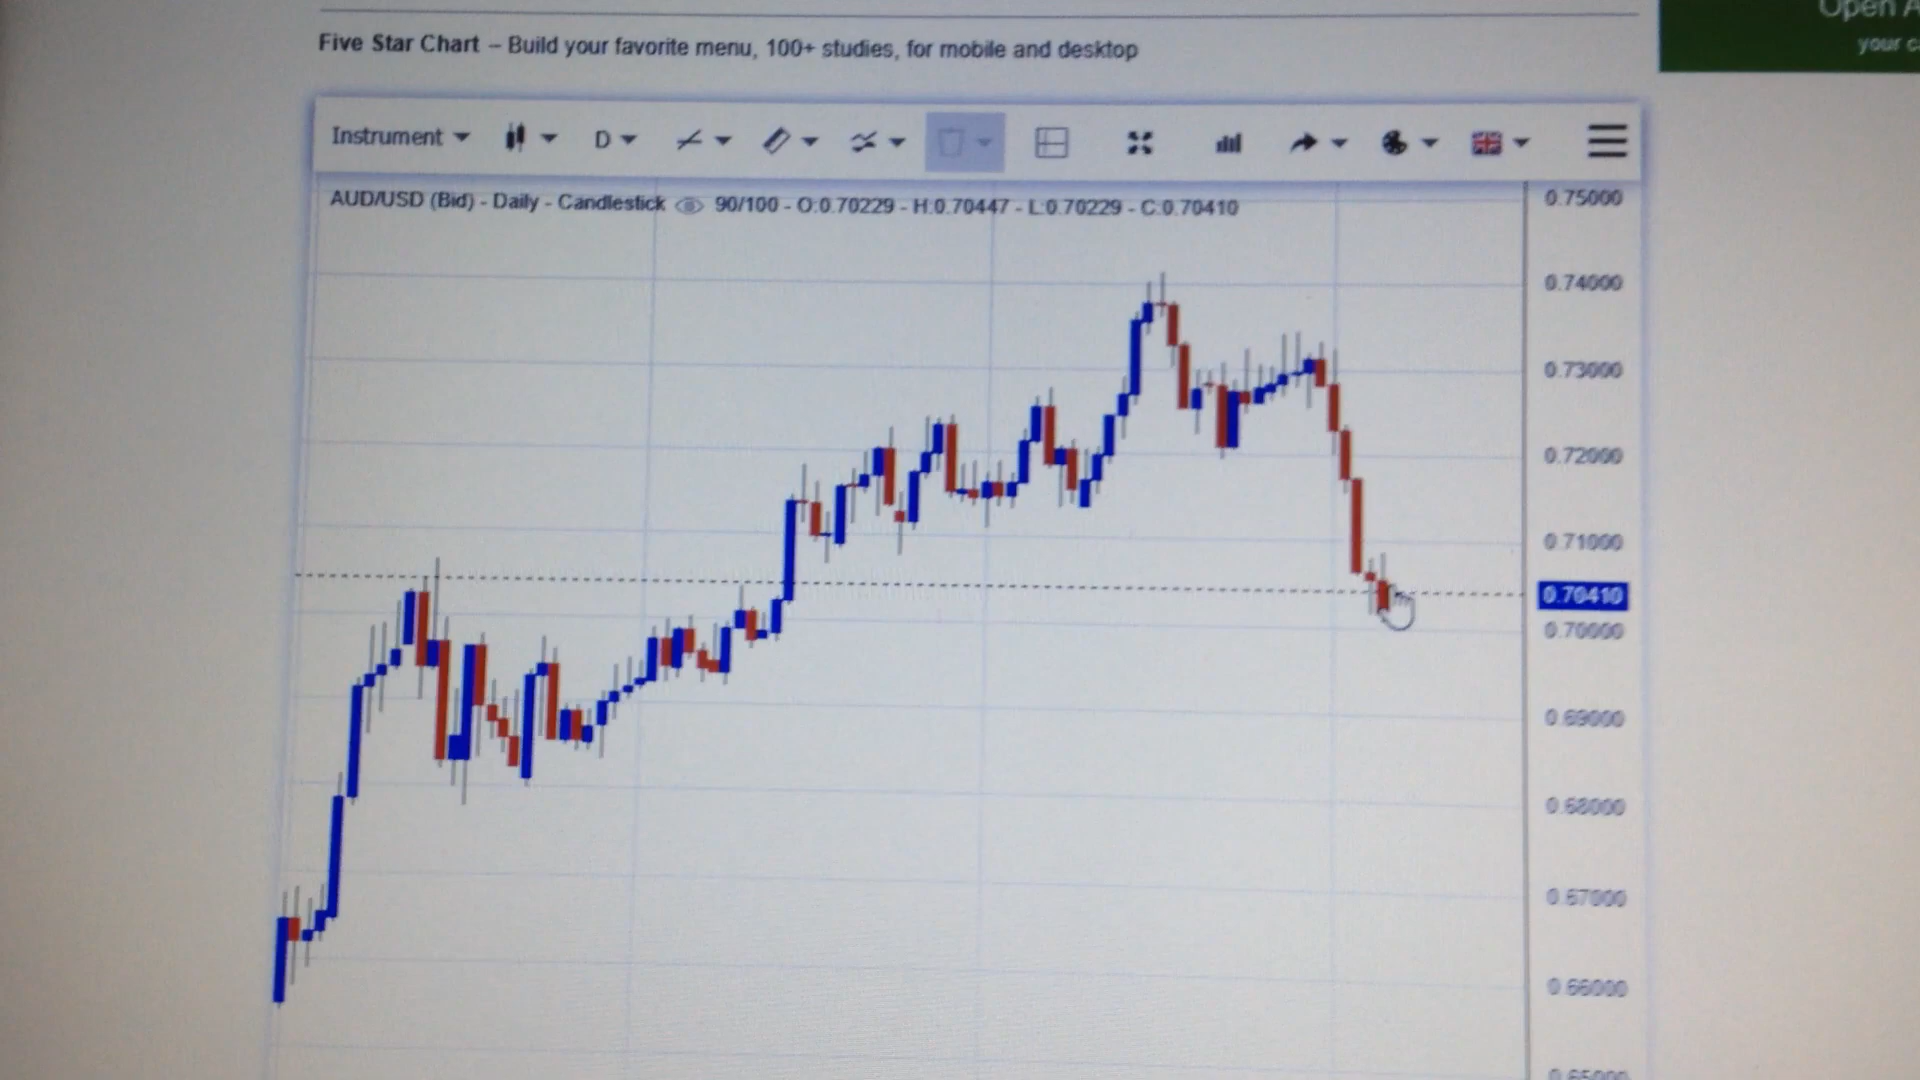 Open A
your c
Five Star Chart – Build your favorite menu, 100+ studies, for mobile and desktop
Instrument D
AUD/USD (Bid) - Daily - Candlestick 90/100 - O:0.70229 - H:0.70447 - L:0.70229 - C:0.70410
0.75000
0.74000
0.73000
0.72000
0.71000
0.70410
0.70000
0.69000
0.68000
0.67000
0.66000
0.65000